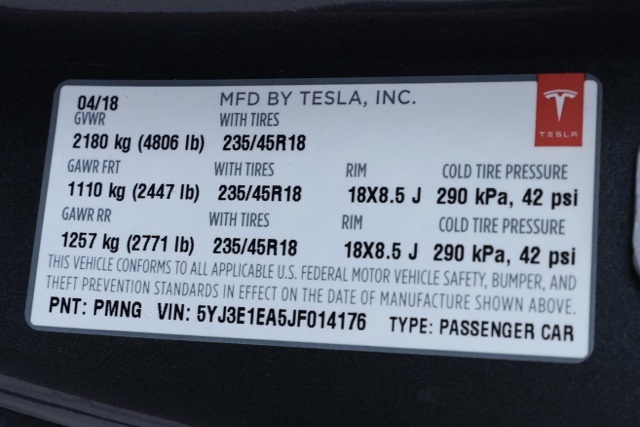 04/18 MFD BY TESLA, INC.
GVWR WITH TIRES
2180 kg (4806 lb) 235/45R18
TESLA
GAWR FRT WITH TIRES RIM COLD TIRE PRESSURE
1110 kg (2447 lb) 235/45R18 18X8.5 J 290 kPa, 42 psi
GAWR RR WITH TIRES RIM COLD TIRE PRESSURE
1257 kg (2771 lb) 235/45R18 18X8.5 J 290 kPa, 42 psi
THIS VEHICLE CONFORMS TO ALL APPLICABLE U.S. FEDERAL MOTOR VEHICLE SAFETY, BUMPER, AND
THEFT PREVENTION STANDARDS IN EFFECT ON THE DATE OF MANUFACTURE SHOWN ABOVE.
PNT: PMNG VIN: 5YJ3E1EA5JF014176 TYPE: PASSENGER CAR